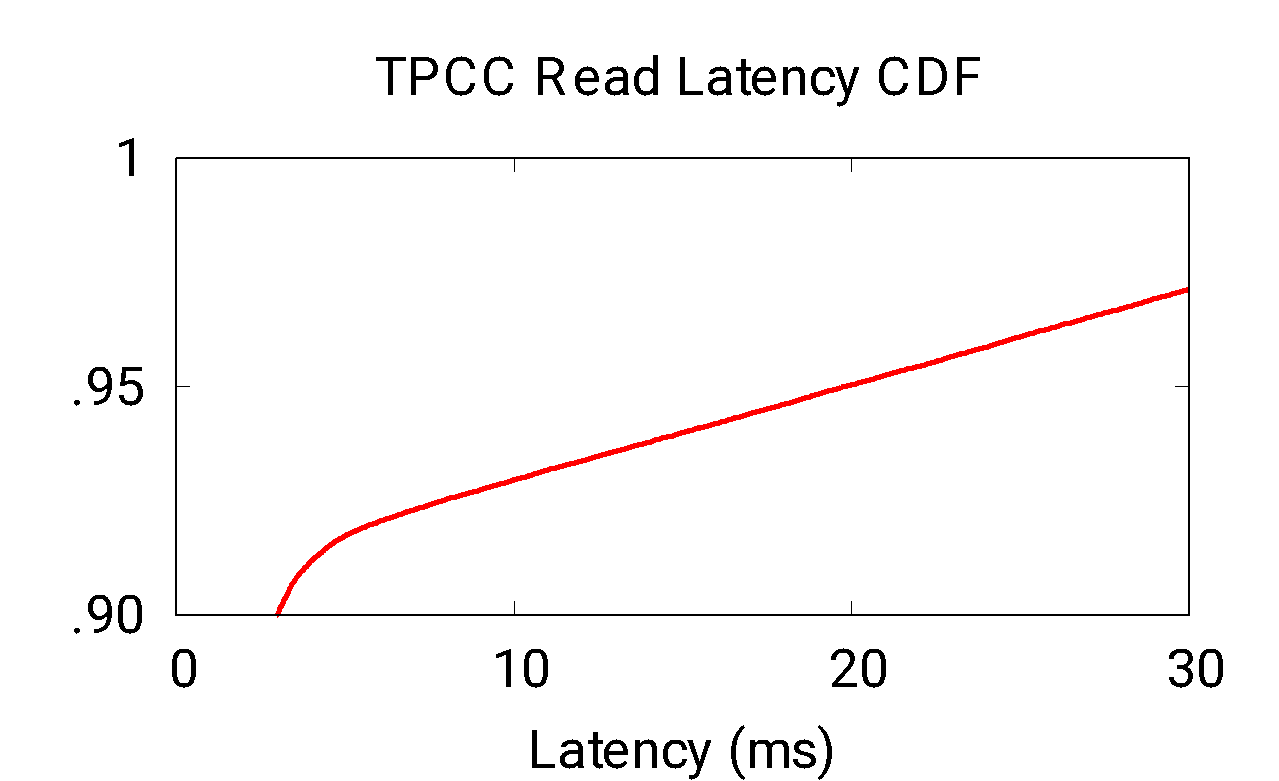 TPCC Read Latency CDF
1
.95
.90
0 10 20 30
Latency (ms)